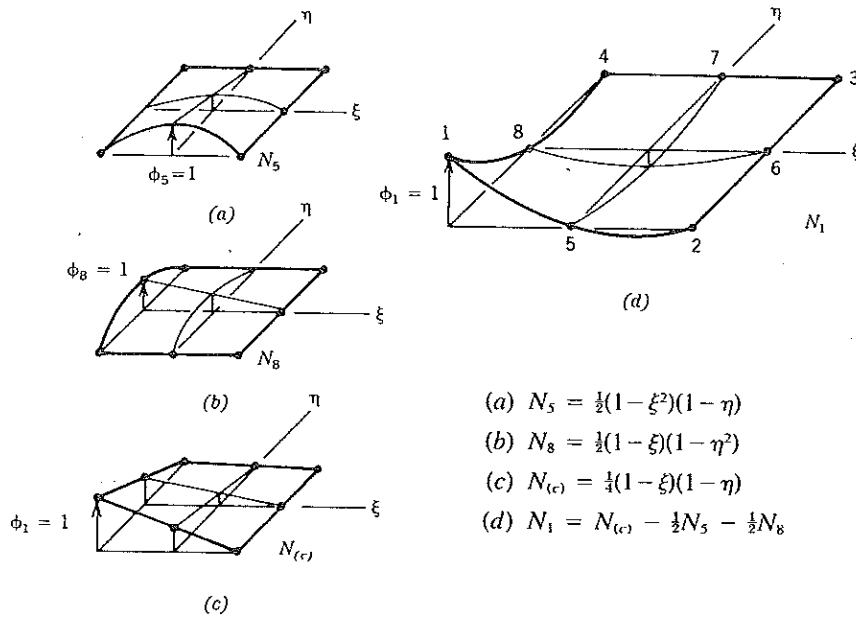 η
ξ
N₅
ϕ₅=1
(a)
η
ϕ₈ = 1
ξ
N₈
(b)
η
ϕ₁ = 1
ξ
N₍c₎
(c)
η
4
7
3
1
8
ξ
6
ϕ₁ = 1
N₁
5
2
(d)
(a) N₅ = ½(1−ξ²)(1−η)
(b) N₈ = ½(1−ξ)(1−η²)
(c) N₍c₎ = ¼(1−ξ)(1−η)
(d) N₁ = N₍c₎ − ½N₅ − ½N₈